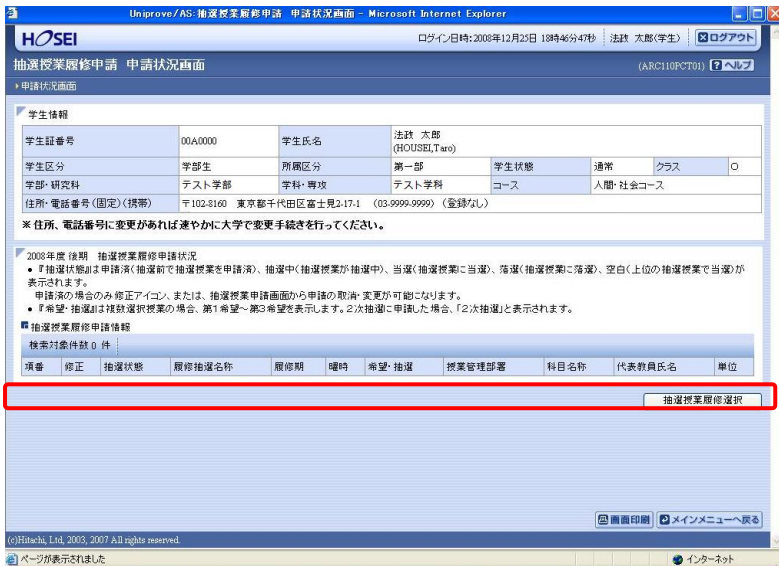 Uniprove/AS:抽選授業履修申請 申請状況画面 - Microsoft Internet Explorer
HOSEI
ログイン日時:2008年12月25日 18時46分47秒 法政 太郎(学生) ログアウト
抽選授業履修申請 申請状況画面 (ARC110PCT01) ? ヘルプ
申請状況画面
学生情報
学生証番号 00A0000 学生氏名 法政 太郎
(HOUSEI,Taro)
学生区分 学部生 所属区分 第一部 学生状態 通常 クラス O
学部・研究科 テスト学部 学科・専攻 テスト学科 コース 人間・社会コース
住所・電話番号(固定)(携帯) 〒102-8160 東京都千代田区富士見2-17-1 (03-9999-9999) (登録なし)
※住所、電話番号に変更があれば速やかに大学で変更手続きを行ってください。
2008年度 後期 抽選授業履修申請状況
● 『抽選状態』は申請済(抽選前で抽選授業を申請済)、抽選中(抽選授業が抽選中)、当選(抽選授業に当選)、落選(抽選授業に落選)、空白(上位の抽選授業で当選)が
表示されます。
申請済の場合のみ修正アイコン、または、抽選授業申請画面から申請の取消・変更が可能になります。
● 『希望・抽選』は複数選択授業の場合、第1希望～第3希望を表示します。2次抽選に申請した場合、「2次抽選」と表示されます。
抽選授業履修申請情報
検索対象件数 0 件
項番 修正 抽選状態 履修抽選名称 履修期 曜時 希望・抽選 授業管理部署 科目名称 代表教員氏名 単位
抽選授業履修選択
画面印刷 メインメニューへ戻る
(c)Hitachi, Ltd, 2003, 2007 All rights reserved.
ページが表示されました インターネット